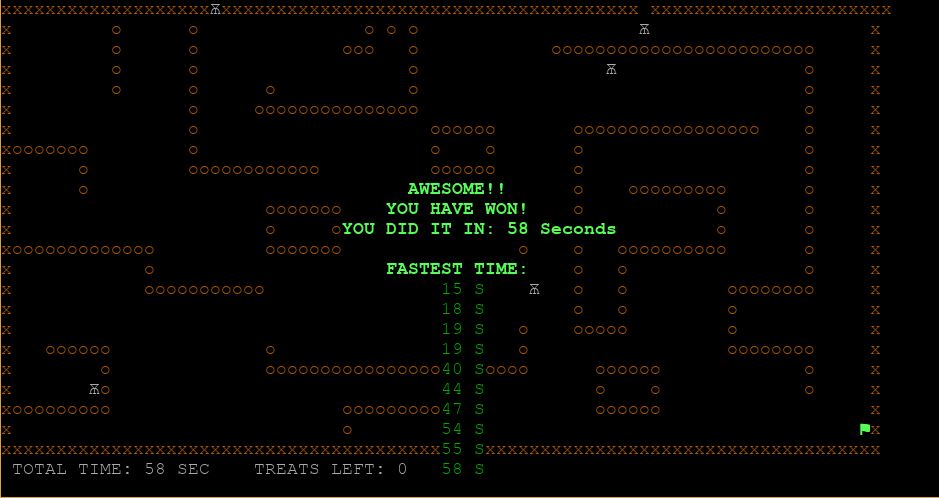 AWESOME!!
YOU HAVE WON!
YOU DID IT IN: 58 Seconds
FASTEST TIME:
15 S
18 S
19 S
19 S
40 S
44 S
47 S
54 S
55 S
TOTAL TIME: 58 SEC TREATS LEFT: 0 58 S